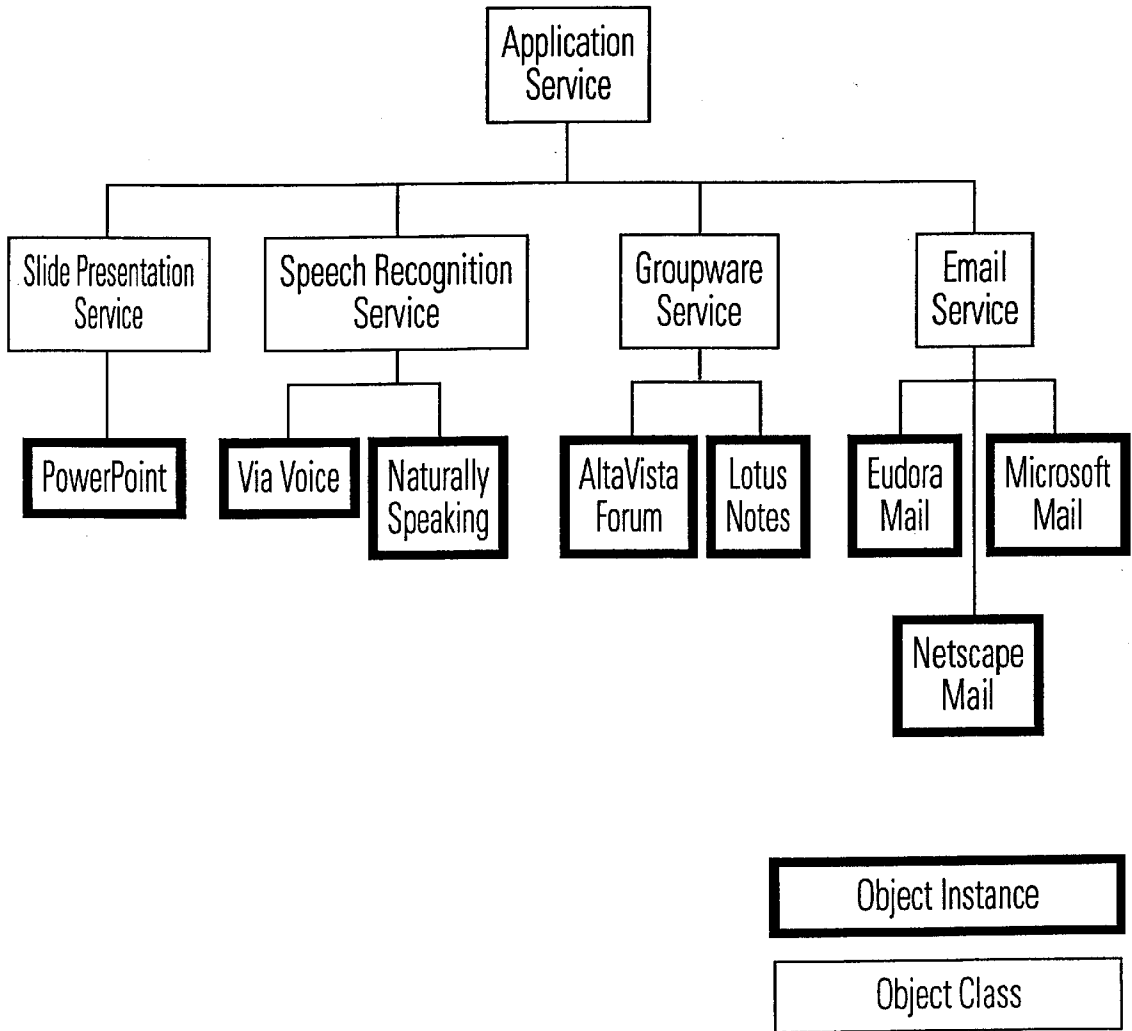 Application
Service
Slide Presentation
Service
Speech Recognition
Service
Groupware
Service
Email
Service
PowerPoint
Via Voice
Naturally
Speaking
AltaVista
Forum
Lotus
Notes
Eudora
Mail
Microsoft
Mail
Netscape
Mail
Object Instance
Object Class